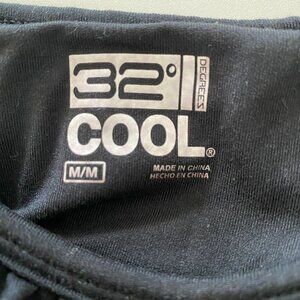 32°
DEGREES
COOL®
M/M
MADE IN CHINA
HECHO EN CHINA